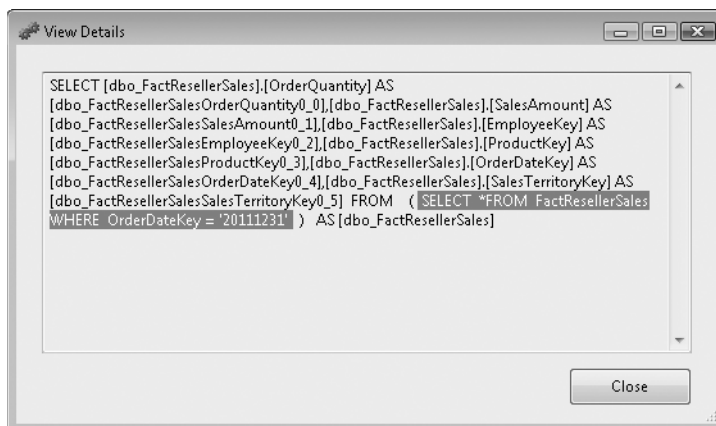 View Details
SELECT [dbo_FactResellerSales].[OrderQuantity] AS
[dbo_FactResellerSalesOrderQuantity0_0],[dbo_FactResellerSales].[SalesAmount] AS
[dbo_FactResellerSalesSalesAmount0_1],[dbo_FactResellerSales].[EmployeeKey] AS
[dbo_FactResellerSalesEmployeeKey0_2],[dbo_FactResellerSales].[ProductKey] AS
[dbo_FactResellerSalesProductKey0_3],[dbo_FactResellerSales].[OrderDateKey] AS
[dbo_FactResellerSalesOrderDateKey0_4],[dbo_FactResellerSales].[SalesTerritoryKey] AS
[dbo_FactResellerSalesSalesTerritoryKey0_5] FROM ( SELECT *FROM FactResellerSales
WHERE OrderDateKey = '20111231' ) AS [dbo_FactResellerSales]
Close